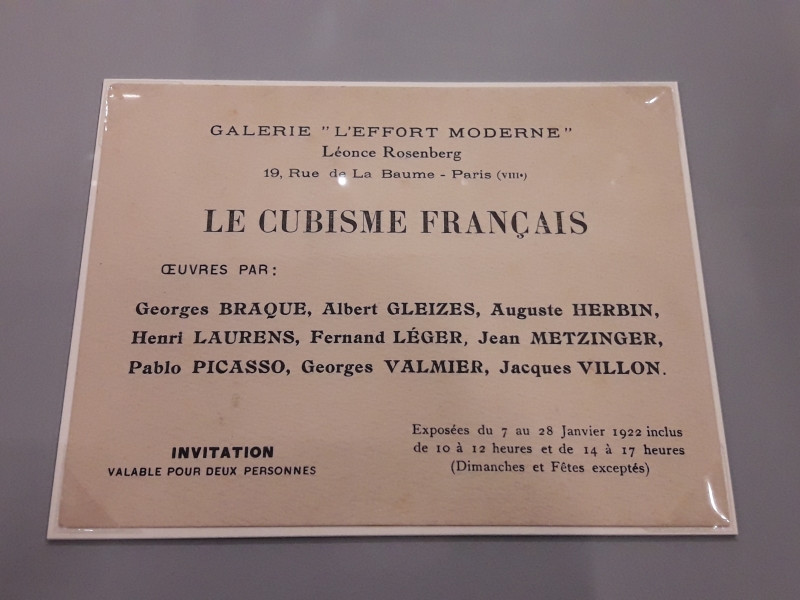 GALERIE "L'EFFORT MODERNE"
Léonce Rosenberg
19, Rue de La Baume - Paris (VIIIe)
LE CUBISME FRANÇAIS
ŒUVRES PAR:
Georges BRAQUE, Albert GLEIZES, Auguste HERBIN,
Henri LAURENS, Fernand LÉGER, Jean METZINGER,
Pablo PICASSO, Georges VALMIER, Jacques VILLON.
Exposées du 7 au 28 Janvier 1922 inclus
de 10 à 12 heures et de 14 à 17 heures
(Dimanches et Fêtes exceptés)
INVITATION
VALABLE POUR DEUX PERSONNES